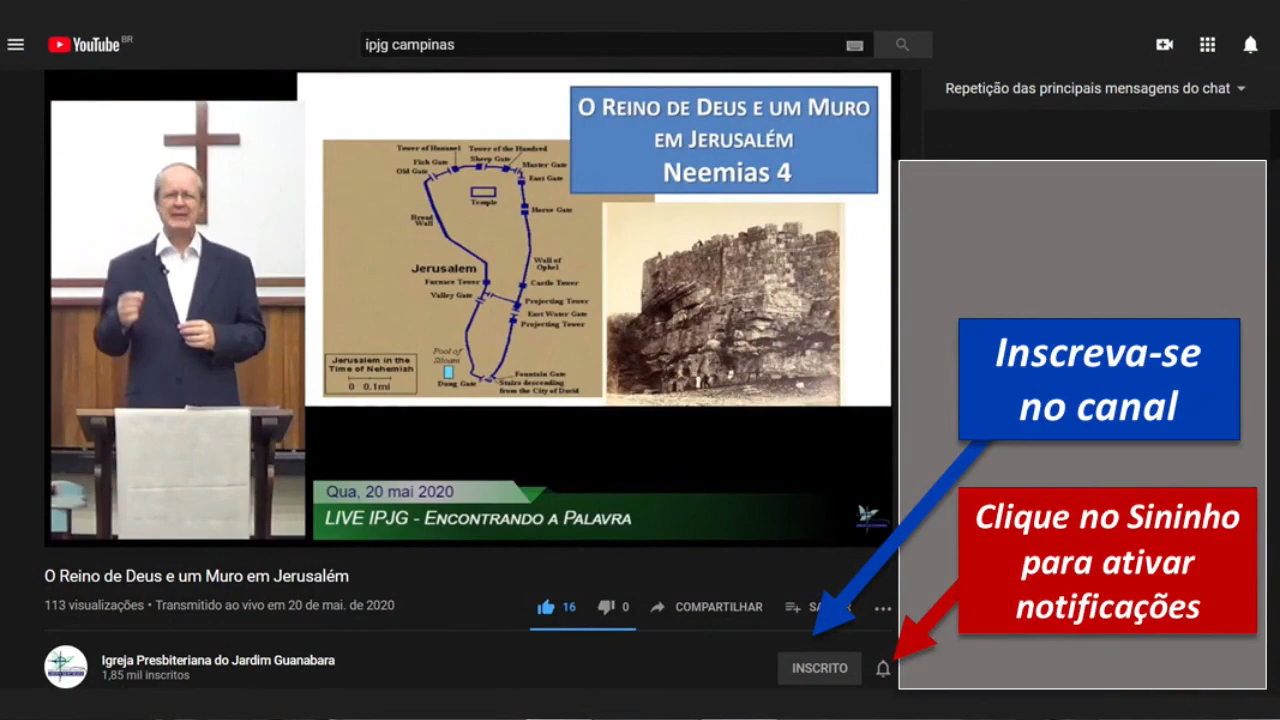 YouTube BR
ipjg campinas
Repetição das principais mensagens do chat
O Reino de Deus e um Muro
em Jerusalém
Neemias 4
Tower of Hananel
Tower of the Hundred
Sheep Gate
Fish Gate
Master Gate
Old Gate
East Gate
Temple
Horse Gate
Broad
Wall
Wall of
Ophel
Jerusalem
Furnace Tower
Castle Tower
Valley Gate
Projecting Tower
East Water Gate
Projecting Tower
Pool of
Siloam
Jerusalem in the
Time of Nehemiah
0 0.1mi
Dung Gate
Fountain Gate
Stairs descending
from the City of David
Inscreva-se
no canal
Qua, 20 mai 2020
LIVE IPJG - Encontrando a Palavra
Clique no Sininho
para ativar
notificações
O Reino de Deus e um Muro em Jerusalém
113 visualizações • Transmitido ao vivo em 20 de mai. de 2020
16
0
COMPARTILHAR
Igreja Presbiteriana do Jardim Guanabara
1,85 mil inscritos
INSCRITO